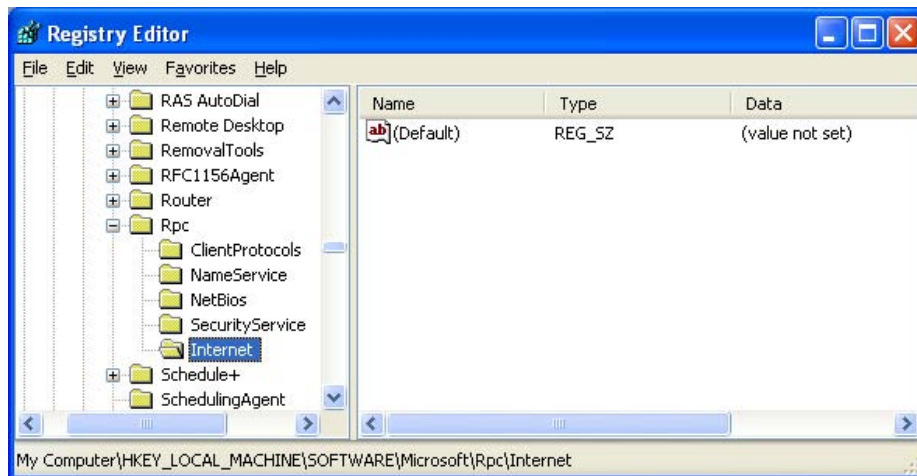 Registry Editor
File Edit View Favorites Help
RAS AutoDial
Remote Desktop
RemovalTools
RFC1156Agent
Router
Rpc
ClientProtocols
NameService
NetBios
SecurityService
Internet
Schedule+
SchedulingAgent
Name Type Data
ab (Default) REG_SZ (value not set)
My Computer\HKEY_LOCAL_MACHINE\SOFTWARE\Microsoft\Rpc\Internet